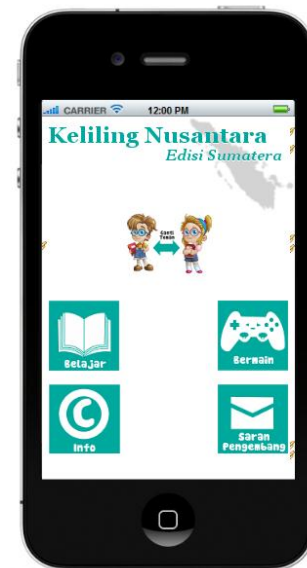 CARRIER 12:00 PM
Keliling Nusantara
Edisi Sumatera
Ganti
Teman
Belajar
Bermain
Info
Saran
Pengembang